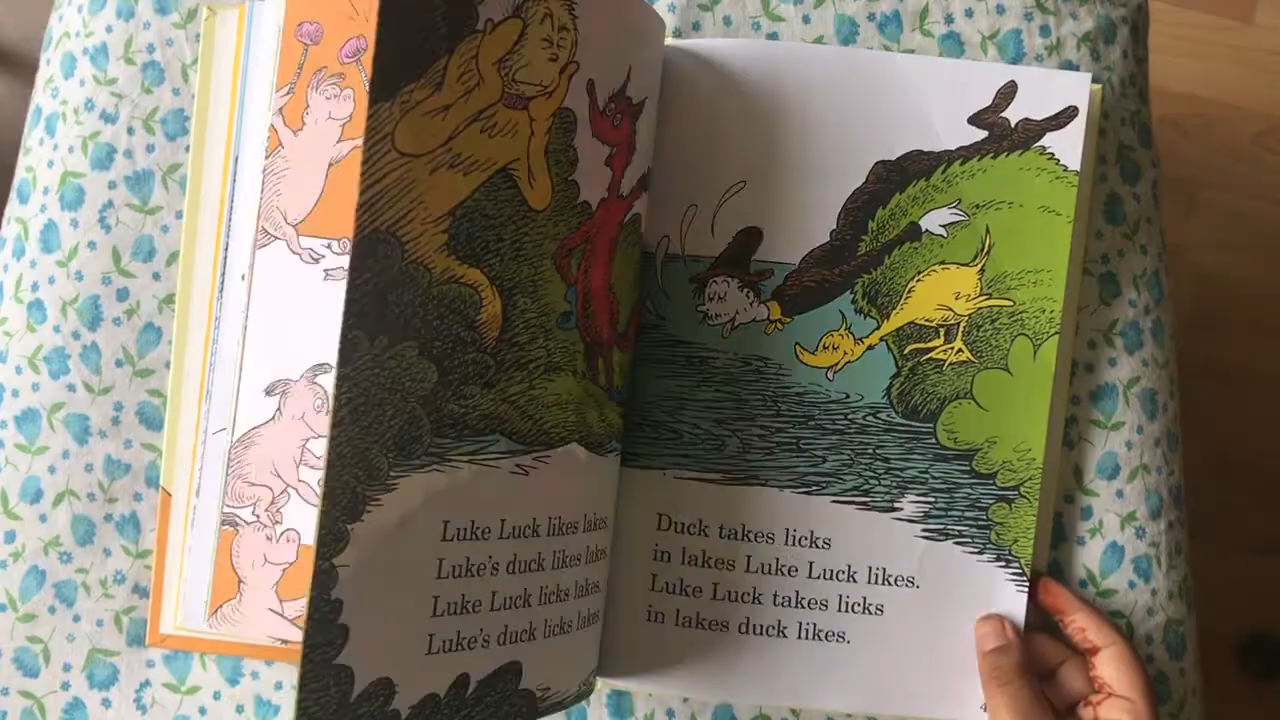 Luke Luck likes lakes.
Luke's duck likes lakes.
Luke Luck licks lakes.
Luke's duck licks lakes.
Duck takes licks
in lakes Luke Luck likes.
Luke Luck takes licks
in lakes duck likes.